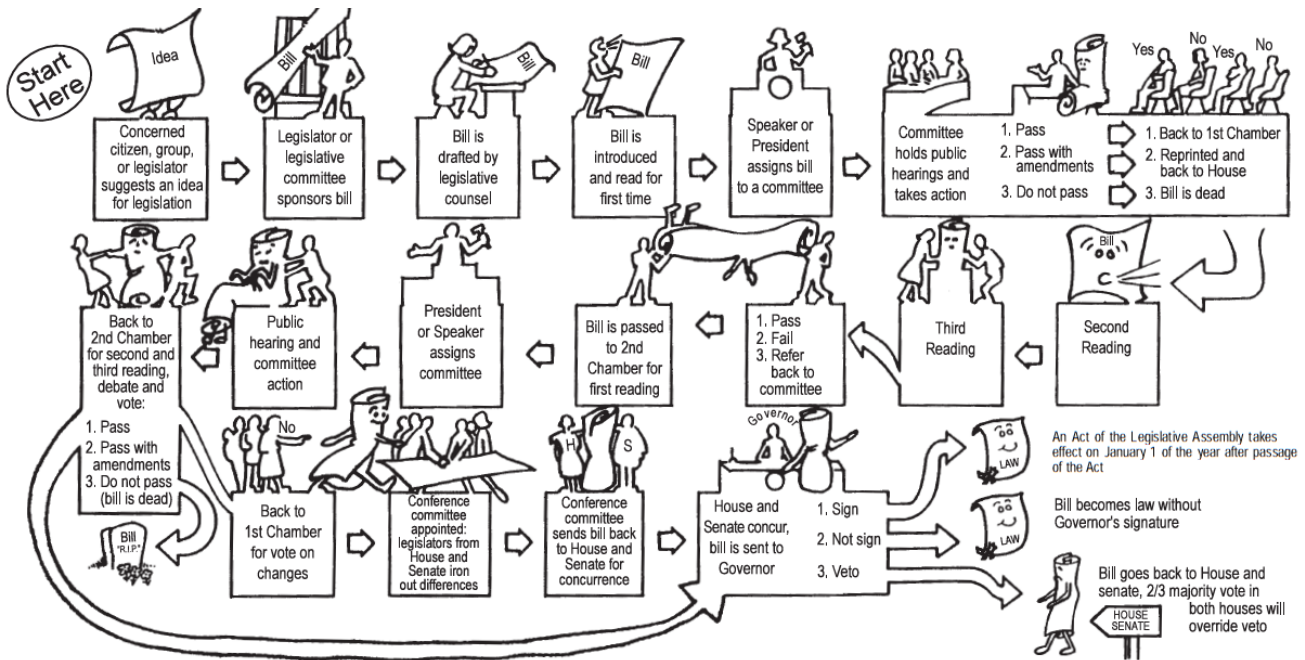 Start
Here
Idea
Concerned
citizen, group,
or legislator
suggests an idea
for legislation
Bill
Legislator or
legislative
committee
sponsors bill
Bill
Bill is
drafted by
legislative
counsel
Bill
Bill is
introduced
and read for
first time
Speaker or
President
assigns bill
to a committee
Committee
holds public
hearings and
takes action
1. Pass
2. Pass with
amendments
3. Do not pass
Yes
No
Yes
No
1. Back to 1st Chamber
2. Reprinted and
back to House
3. Bill is dead
Bill
Second
Reading
Third
Reading
1. Pass
2. Fail
3. Refer
back to
committee
Bill is passed
to 2nd
Chamber for
first reading
President
or Speaker
assigns
committee
Public
hearing and
committee
action
Back to
2nd Chamber
for second and
third reading,
debate and
vote:
1. Pass
2. Pass with
amendments
3. Do not pass
(bill is dead)
Bill
"R.I.P."
No
Back to
1st Chamber
for vote on
changes
Conference
committee
appointed:
legislators from
House and
Senate iron
out differences
H
S
Conference
committee
sends bill back
to House and
Senate for
concurrence
Governor
House and
Senate concur,
bill is sent to
Governor
1. Sign
2. Not sign
3, Veto
LAW
An Act of the Legislative Assembly takes
effect on January 1 of the year after passage
of the Act
LAW
Bill becomes law without
Governor's signature
Bill goes back to House and
senate, 2/3 majority vote in
both houses will
override veto
HOUSE
SENATE